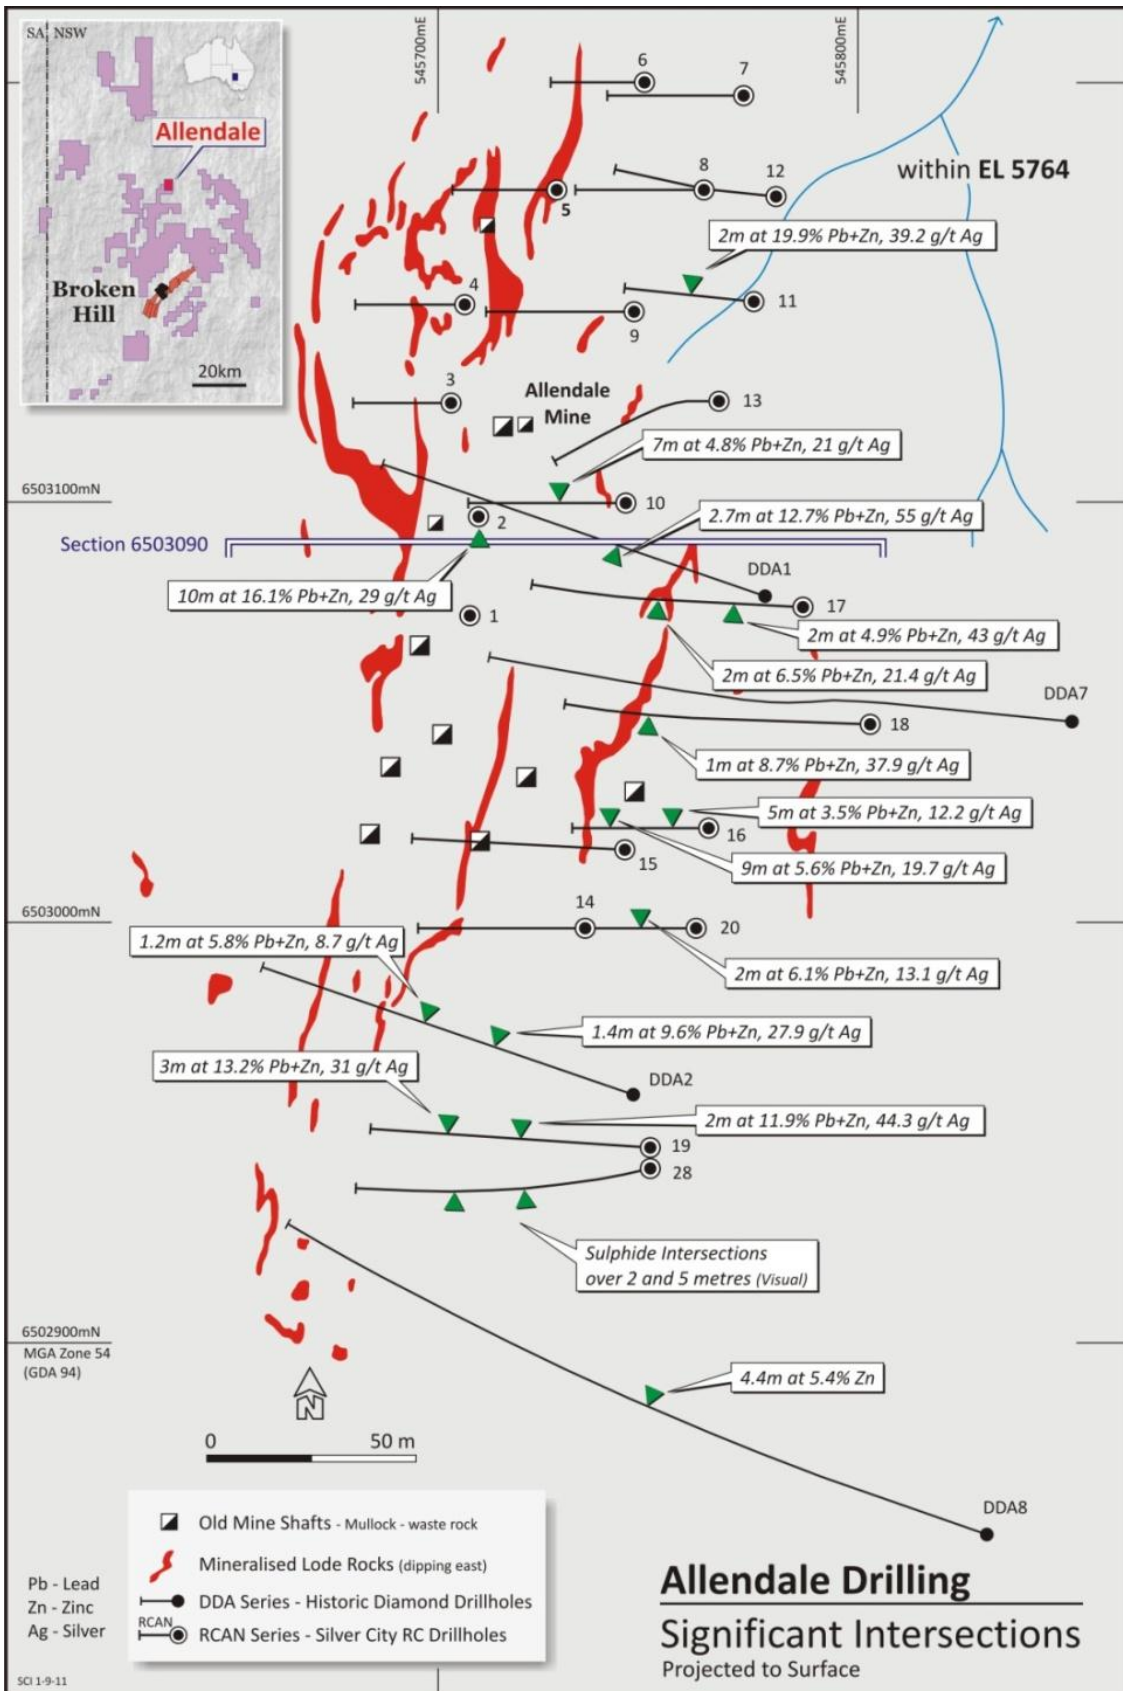 SA NSW
Allendale
Broken
Hill
20km
545700mE
545800mE
within EL 5764
6
7
5
8
12
2m at 19.9% Pb+Zn, 39.2 g/t Ag
4
9
11
3
Allendale
Mine
13
7m at 4.8% Pb+Zn, 21 g/t Ag
6503100mN
2
10
2.7m at 12.7% Pb+Zn, 55 g/t Ag
Section 6503090
DDA1
10m at 16.1% Pb+Zn, 29 g/t Ag
1
17
2m at 4.9% Pb+Zn, 43 g/t Ag
2m at 6.5% Pb+Zn, 21.4 g/t Ag
DDA7
18
1m at 8.7% Pb+Zn, 37.9 g/t Ag
5m at 3.5% Pb+Zn, 12.2 g/t Ag
16
15
9m at 5.6% Pb+Zn, 19.7 g/t Ag
6503000mN
14
20
1.2m at 5.8% Pb+Zn, 8.7 g/t Ag
2m at 6.1% Pb+Zn, 13.1 g/t Ag
1.4m at 9.6% Pb+Zn, 27.9 g/t Ag
3m at 13.2% Pb+Zn, 31 g/t Ag
DDA2
2m at 11.9% Pb+Zn, 44.3 g/t Ag
19
28
Sulphide Intersections
over 2 and 5 metres (Visual)
6502900mN
MGA Zone 54
(GDA 94)
4.4m at 5.4% Zn
N
0 50 m
DDA8
Old Mine Shafts - Mullock - waste rock
Mineralised Lode Rocks (dipping east)
DDA Series - Historic Diamond Drillholes
RCAN
RCAN Series - Silver City RC Drillholes
Pb - Lead
Zn - Zinc
Ag - Silver
Allendale Drilling
Significant Intersections
Projected to Surface
SCI 1-9-11